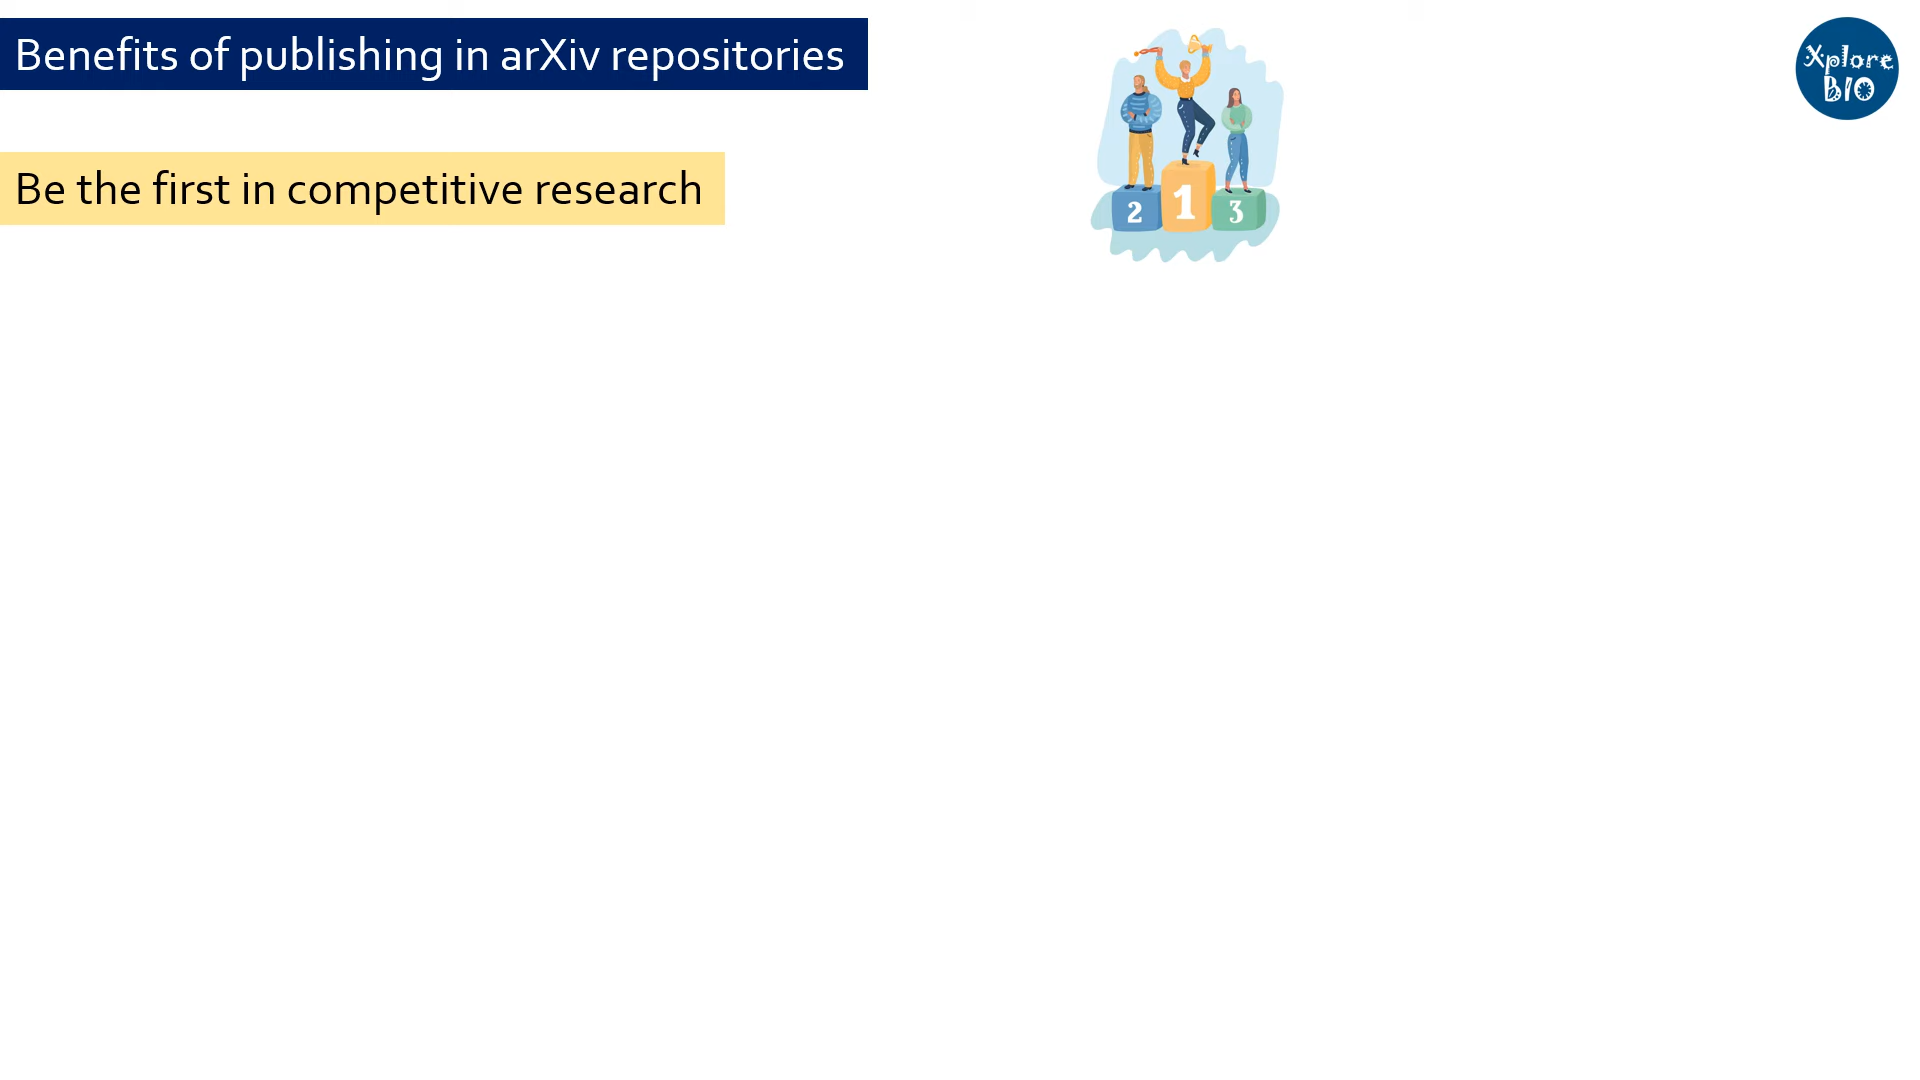 Benefits of publishing in arXiv repositories
Xplore
BIO
Be the first in competitive research
2
1
3